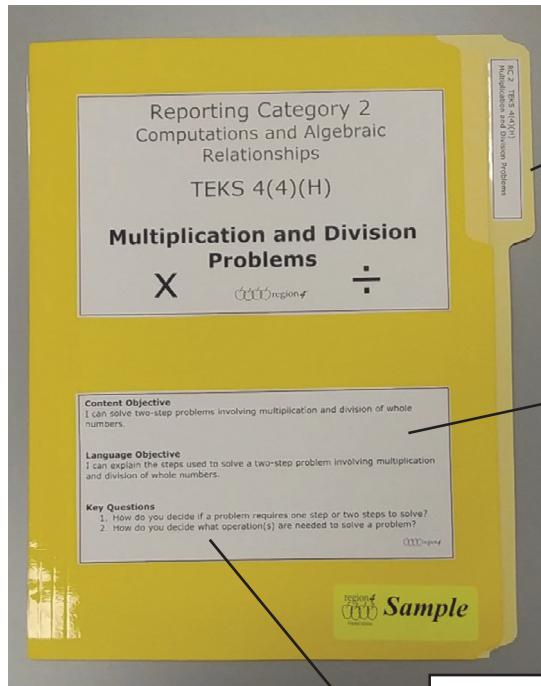 Reporting Category 2
Computations and Algebraic
Relationships
TEKS 4(4)(H)
Multiplication and Division
Problems
X ÷
region 4
RC 2 TEKS 4(4)(H)
Multiplication and Division Problems
Content Objective
I can solve two-step problems involving multiplication and division of whole
numbers.
Language Objective
I can explain the steps used to solve a two-step problem involving multiplication
and division of whole numbers.
Key Questions
1. How do you decide if a problem requires one step or two steps to solve?
2. How do you decide what operation(s) are needed to solve a problem?
region 4
region 4
Sample